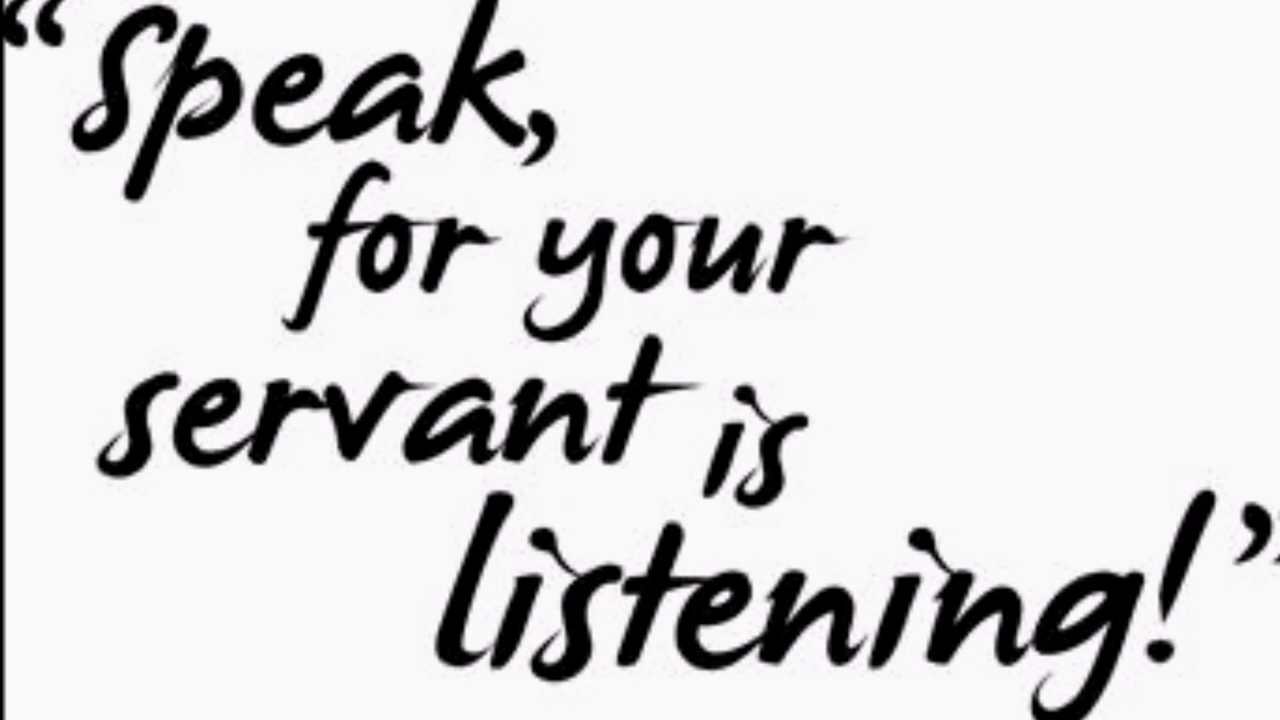 “Speak,
for your
servant is
listening!”